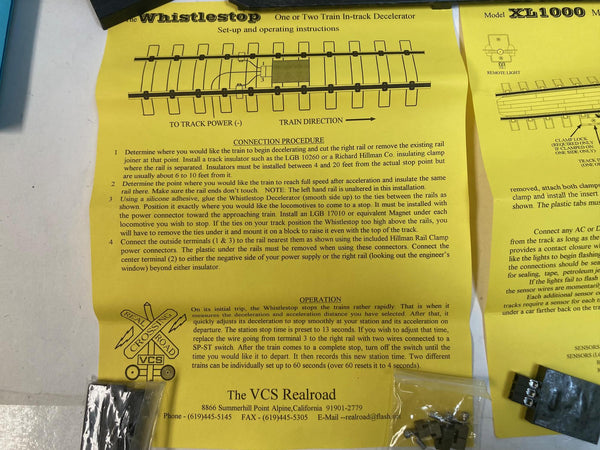 The Whistlestop One or Two Train In-track Decelerator
Set-up and operating instructions
TO TRACK POWER (-) TRAIN DIRECTION
CONNECTION PROCEDURE
1 Determine where you would like the train to begin decelerating and cut the right rail or remove the existing rail
joiner at that point. Install a track insulator such as the LGB 10260 or a Richard Hillman Co. insulating clamp
where the rail is separated. Insulators must be installed between 4 and 20 feet from the actual stop but
are usually about 6 to 10 feet from it.
2 Determine the point where you would like the train to reach full speed after acceleration and insulate the same
rail there. Make sure the rail ends don't touch. NOTE: The left hand rail is unaltered in this installation.
3 Using a silicone adhesive, glue the Whistlestop Decelerator (smooth side up) to the ties between the rails as
shown. Position it exactly where you would like the locomotives to come to a stop. It must be installed with
the power connector toward the approaching train. Install an LGB 17010 or equivalent Magnet under each
locomotive you wish to stop. If the ties on your track position the Whistlestop too high above the rails, you
will have to remove the ties under it and mount it on a block to raise it even with the top of the track.
4 Connect the outside terminals (1 & 3) to the rail nearest them as shown using the included Hillman Rail Clamp
power connectors. The plastic under the rails must be removed when using these connectors. Connect the
center terminal (2) to either the negative side of your power supply or the right rail (looking out the engineer's
window) beyond either insulator.
OPERATION
On its initial trip, the Whistlestop stops the trains rather rapidly. That is when it
measures the deceleration and acceleration distance you have selected. After that, it
quickly adjusts its deceleration to stop smoothly at your station and its acceleration on
departure. The station stop time is preset to 13 seconds. If you wish to adjust that time,
replace the wire going from terminal 3 to the right rail with two wires connected to a
SP-ST switch. After the train comes to a complete stop, turn off the switch until the
time you would like it to depart. It then records this new station time. Two different
trains can be individually set up to 60 seconds (over 60 resets it to 4 seconds).
REALROAD
CROSSING
VCS
The VCS Realroad
8866 Summerhill Point Alpine,California 91901-2779
Phone - (619)445-5145 FAX - (619)445-5305 E-Mail --realroad@flash.
Model XL1000
REMOTE LIGHT
CLAMP LOCK
(REQUIRED ONLY
IF CLAMPED ON
ONE SIDE ONLY)
removed, attach both clamps
clamp and install the insert
shown. The plastic tabs must
Connect any AC or D
from the track as long as the
provides a contact closure w
like the lights to begin flashing
the connections should be sea
for sealing, tape, petroleum je
If the lights fail to flash
the sensor wires are momentaril
Each additional sensor c
tracks require a sensor for each t
under a car farther back on the tr
SENSORS
SENSORS (L